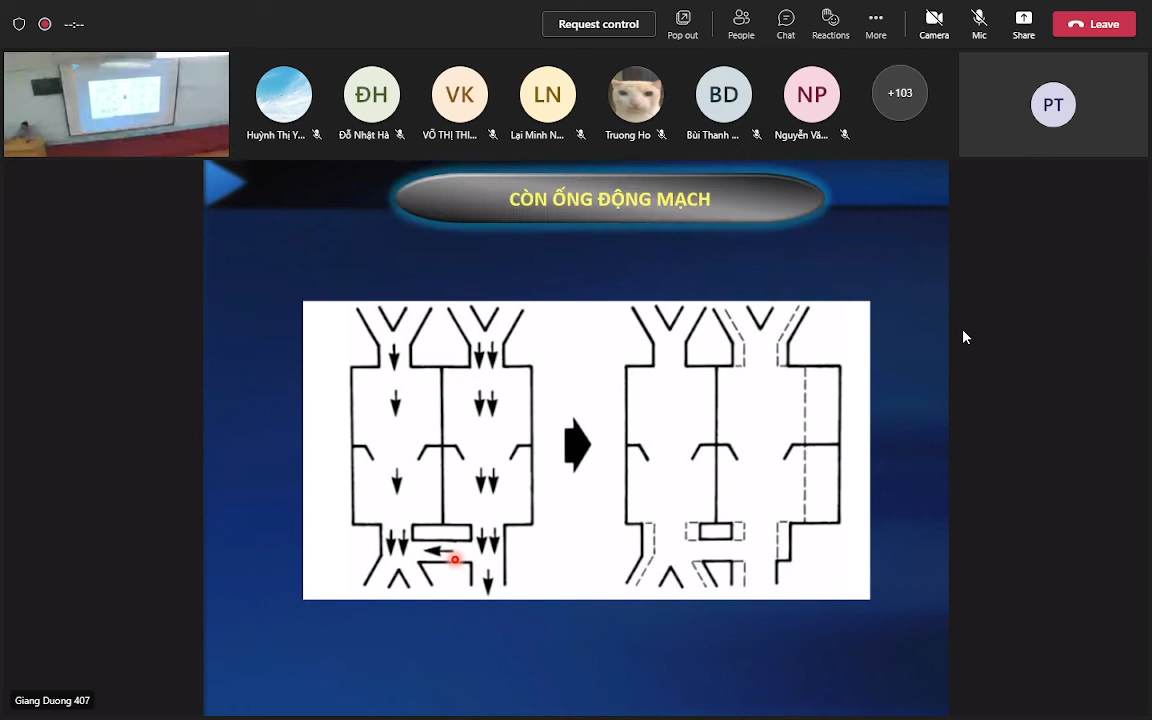 --:--
Request control
Pop out
People
Chat
Reactions
More
Camera
Mic
Share
Leave
ĐH
VK
LN
BD
NP
+103
PT
Huỳnh Thị Y...
Đỗ Nhật Hà
VÕ THỊ THI...
Lại Minh N...
Truong Ho
Bùi Thanh ...
Nguyễn Vă...
CÒN ỐNG ĐỘNG MẠCH
Giang Duong 407